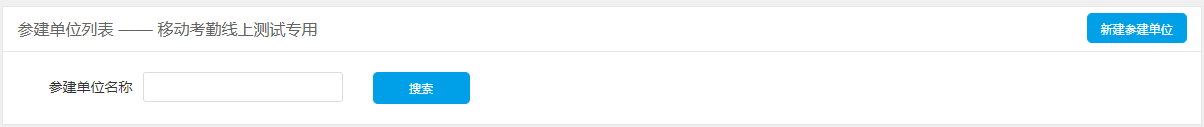 参建单位列表 —— 移动考勤线上测试专用
新建参建单位
参建单位名称
搜索